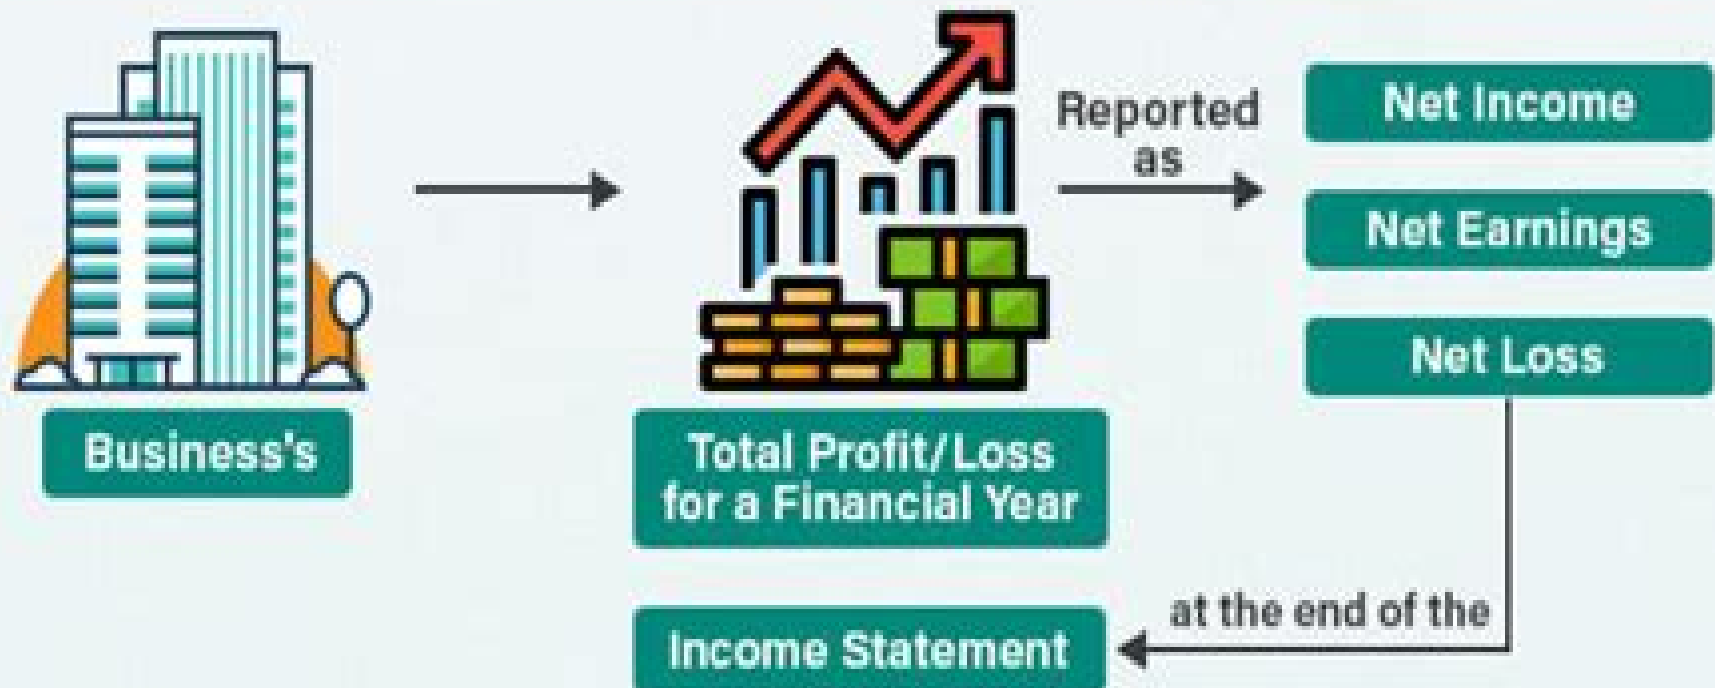 Business's
Total Profit/Loss
for a Financial Year
Reported
as
Net Income
Net Earnings
Net Loss
at the end of the
Income Statement